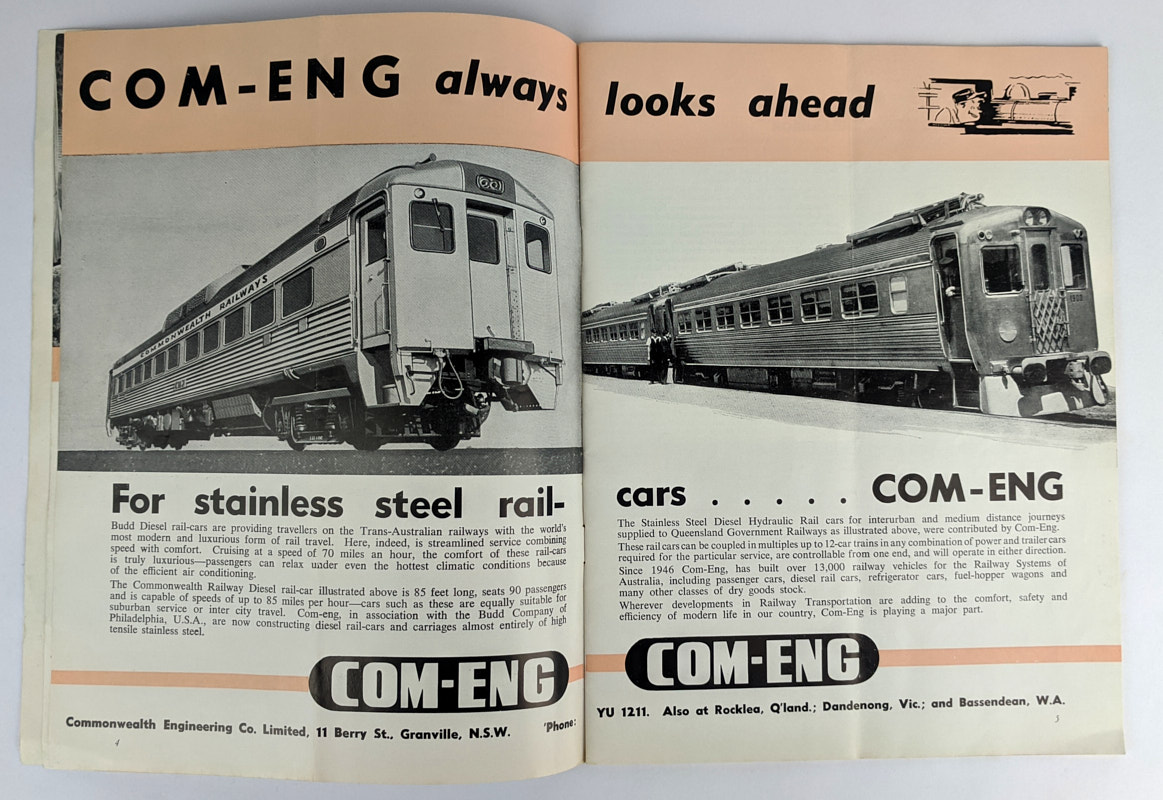 COM-ENG always looks ahead
COMMONWEALTH RAILWAYS
1900
For stainless steel rail-
Budd Diesel rail-cars are providing travellers on the Trans-Australian railways with the world's
most modern and luxurious form of rail travel. Here, indeed, is streamlined service combining
speed with comfort. Cruising at a speed of 70 miles an hour, the comfort of these rail-cars
is truly luxurious—passengers can relax under even the hottest climatic conditions because
of the efficient air conditioning.
The Commonwealth Railway Diesel rail-car illustrated above is 85 feet long, seats 90 passengers
and is capable of speeds of up to 85 miles per hour—cars such as these are equally suitable for
suburban service or inter city travel. Com-eng, in association with the Budd Company of
Philadelphia, U.S.A., are now constructing diesel rail-cars and carriages almost entirely of high
tensile stainless steel.
COM-ENG
Commonwealth Engineering Co. Limited, 11 Berry St., Granville, N.S.W. 'Phone:
4
cars . . . . . COM-ENG
The Stainless Steel Diesel Hydraulic Rail cars for interurban and medium distance journeys
supplied to Queensland Government Railways as illustrated above, were contributed by Com-Eng.
These rail cars can be coupled in multiples up to 12-car trains in any combination of power and trailer cars
required for the particular service, are controllable from one end, and will operate in either direction.
Since 1946 Com-Eng, has built over 13,000 railway vehicles for the Railway Systems of
Australia, including passenger cars, diesel rail cars, refrigerator cars, fuel-hopper wagons and
many other classes of dry goods stock.
Wherever developments in Railway Transportation are adding to the comfort, safety and
efficiency of modern life in our country, Com-Eng is playing a major part.
COM-ENG
YU 1211. Also at Rocklea, Q'land.; Dandenong, Vic.; and Bassendean, W.A.